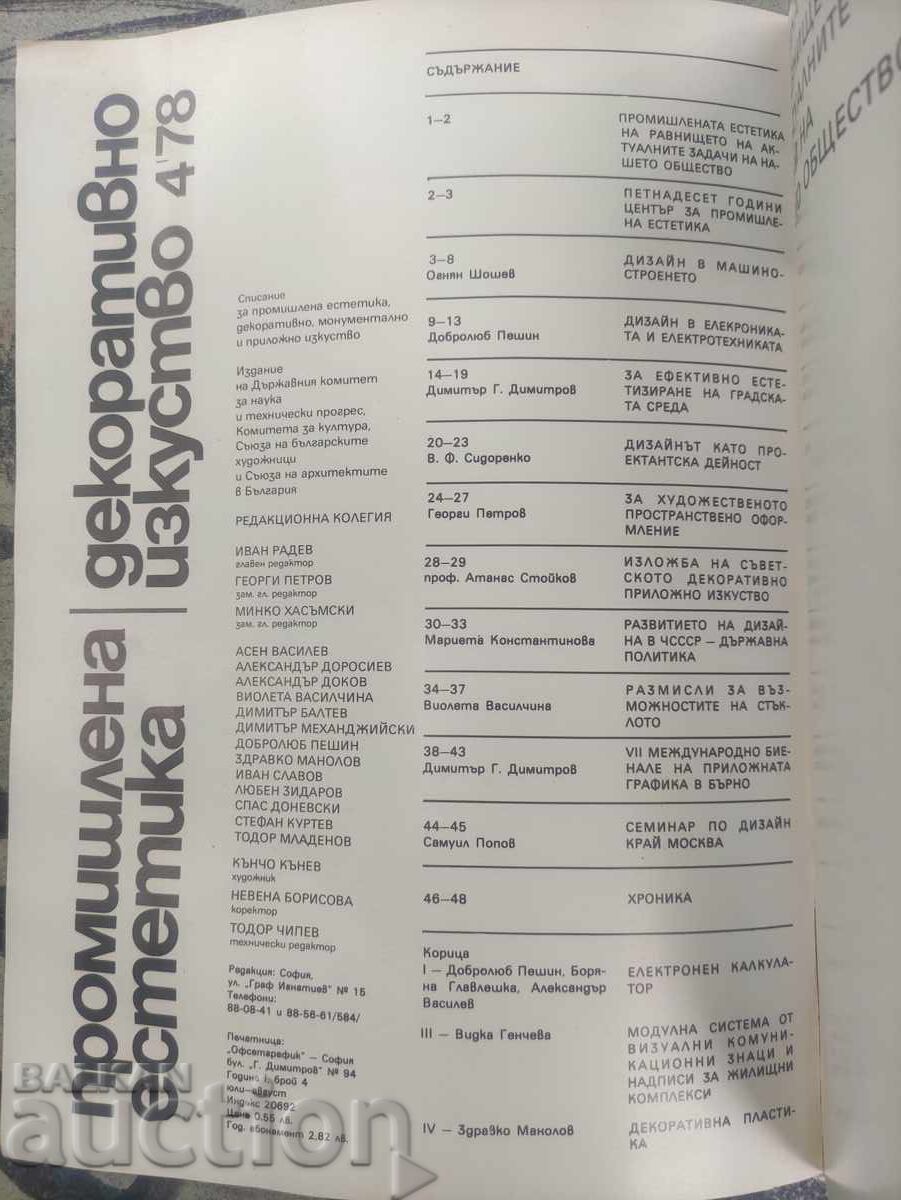 промишлена | декоративно
естетика | изкуство 4'78
Списание
за промишлена естетика,
декоративно, монументално
и приложно изкуство
Издание
на Държавния комитет
за наука
и технически прогрес,
Комитета за култура,
Съюза на българските
художници
и Съюза на архитектите
в България
РЕДАКЦИОННА КОЛЕГИЯ
ИВАН РАДЕВ
главен редактор
ГЕОРГИ ПЕТРОВ
зам. гл. редактор
МИНКО ХАСЪМСКИ
зам. гл. редактор
АСЕН ВАСИЛЕВ
АЛЕКСАНДЪР ДОРОСИЕВ
АЛЕКСАНДЪР ДОКОВ
ВИОЛЕТА ВАСИЛЧИНА
ДИМИТЪР БАЛТЕВ
ДИМИТЪР МЕХАНДЖИЙСКИ
ДОБРОЛЮБ ПЕШИН
ЗДРАВКО МАНОЛОВ
ИВАН СЛАВОВ
ЛЮБЕН ЗИДАРОВ
СПАС ДОНЕВСКИ
СТЕФАН КУРТЕВ
ТОДОР МЛАДЕНОВ
КЪНЧО КЪНЕВ
художник
НЕВЕНА БОРИСОВА
коректор
ТОДОР ЧИПЕВ
технически редактор
Редакция: София,
ул. „Граф Игнатиев" № 15
Телефони:
88-08-41 и 88-56-61/584/
Печатница:
„Офсетграфик" — София
бул. „Г. Димитров" № 94
Година I, брой 4
юли-август
Индекс 20692
Цена 0.55 лв.
Год. абонамент 2,82 лв.
СЪДЪРЖАНИЕ
1—2
ПРОМИШЛЕНАТА ЕСТЕТИКА
НА РАВНИЩЕТО НА АК-
ТУАЛНИТЕ ЗАДАЧИ НА НА-
ШЕТО ОБЩЕСТВО
2—3
ПЕТНАДЕСЕТ ГОДИНИ
ЦЕНТЪР ЗА ПРОМИШЛЕ-
НА ЕСТЕТИКА
3—8
Огнян Шошев
ДИЗАЙН В МАШИНО-
СТРОЕНЕТО
9—13
Добролюб Пешин
ДИЗАЙН В ЕЛЕКРОНИКА-
ТА И ЕЛЕКТРОТЕХНИКАТА
14—19
Димитър Г. Димитров
ЗА ЕФЕКТИВНО ЕСТЕ-
ТИЗИРАНЕ НА ГРАДСКА-
ТА СРЕДА
20—23
В. Ф. Сидоренко
ДИЗАЙНЪТ КАТО ПРО-
ЕКТАНТСКА ДЕЙНОСТ
24—27
Георги Петров
ЗА ХУДОЖЕСТВЕНОТО
ПРОСТРАНСТВЕНО ОФОР-
МЛЕНИЕ
28—29
проф. Атанас Стойков
ИЗЛОЖБА НА СЪВЕТ-
СКОТО ДЕКОРАТИВНО
ПРИЛОЖНО ИЗКУСТВО
30—33
Мариета Константинова
РАЗВИТИЕТО НА ДИЗАЙ-
НА В ЧСССР — ДЪРЖАВНА
ПОЛИТИКА
34—37
Виолета Василчина
РАЗМИСЛИ ЗА ВЪЗ-
МОЖНОСТИТЕ НА СТЪК-
ЛОТО
38—43
Димитър Г. Димитров
VII МЕЖДУНАРОДНО БИЕ-
НАЛЕ НА ПРИЛОЖНАТА
ГРАФИКА В БЪРНО
44—45
Самуил Попов
СЕМИНАР ПО ДИЗАЙН
КРАЙ МОСКВА
46—48
ХРОНИКА
Корица
I — Добролюб Пешин, Боря-
на Главлешка, Александър
Василев
ЕЛЕКТРОНЕН КАЛКУЛА-
ТОР
III — Видка Генчева
МОДУЛНА СИСТЕМА ОТ
ВИЗУАЛНИ КОМУНИ-
КАЦИОННИ ЗНАЦИ И
НАДПИСИ ЗА ЖИЛИЩНИ
КОМПЛЕКСИ
IV — Здравко Манолов
ДЕКОРАТИВНА ПЛАСТИ-
КА
НА
ОБЩЕСТВО
BALKAN
auction